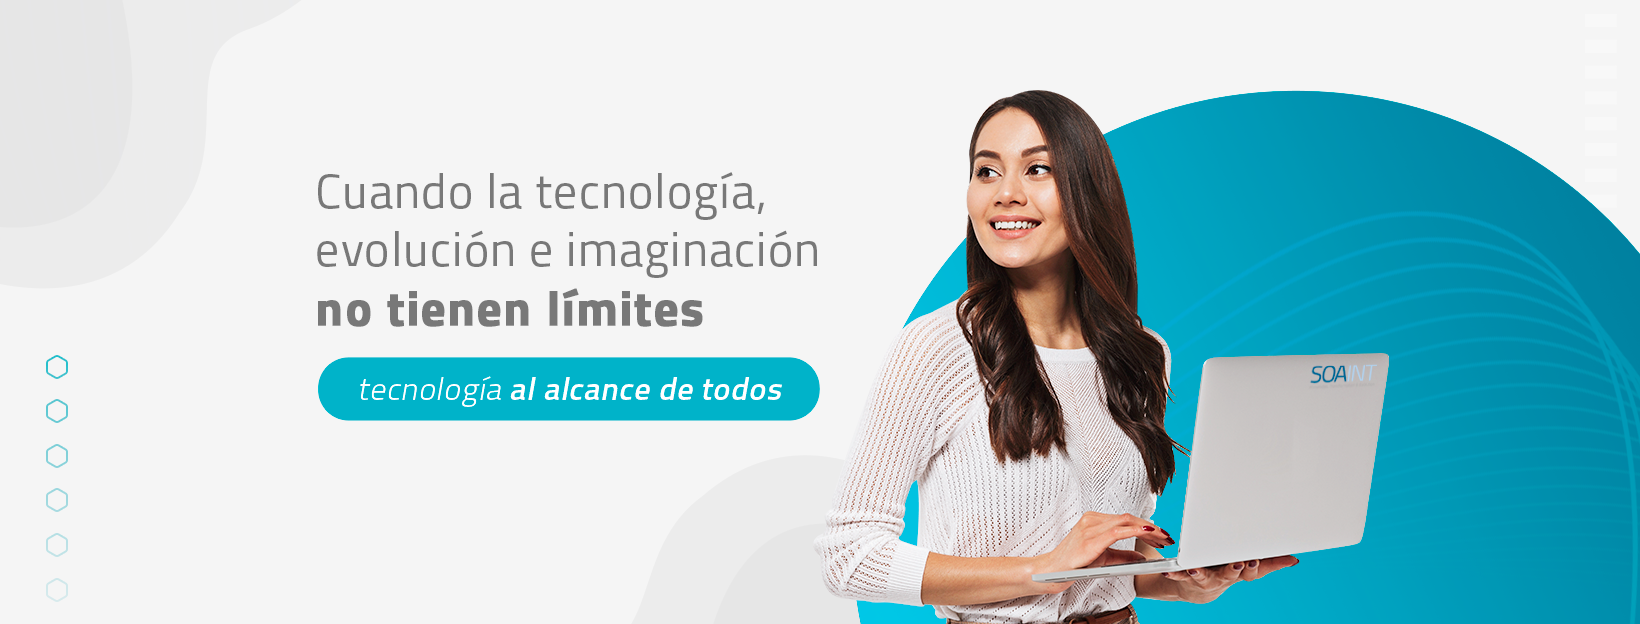 Cuando la tecnología,
evolución e imaginación
no tienen límites
tecnología al alcance de todos
SOAINT